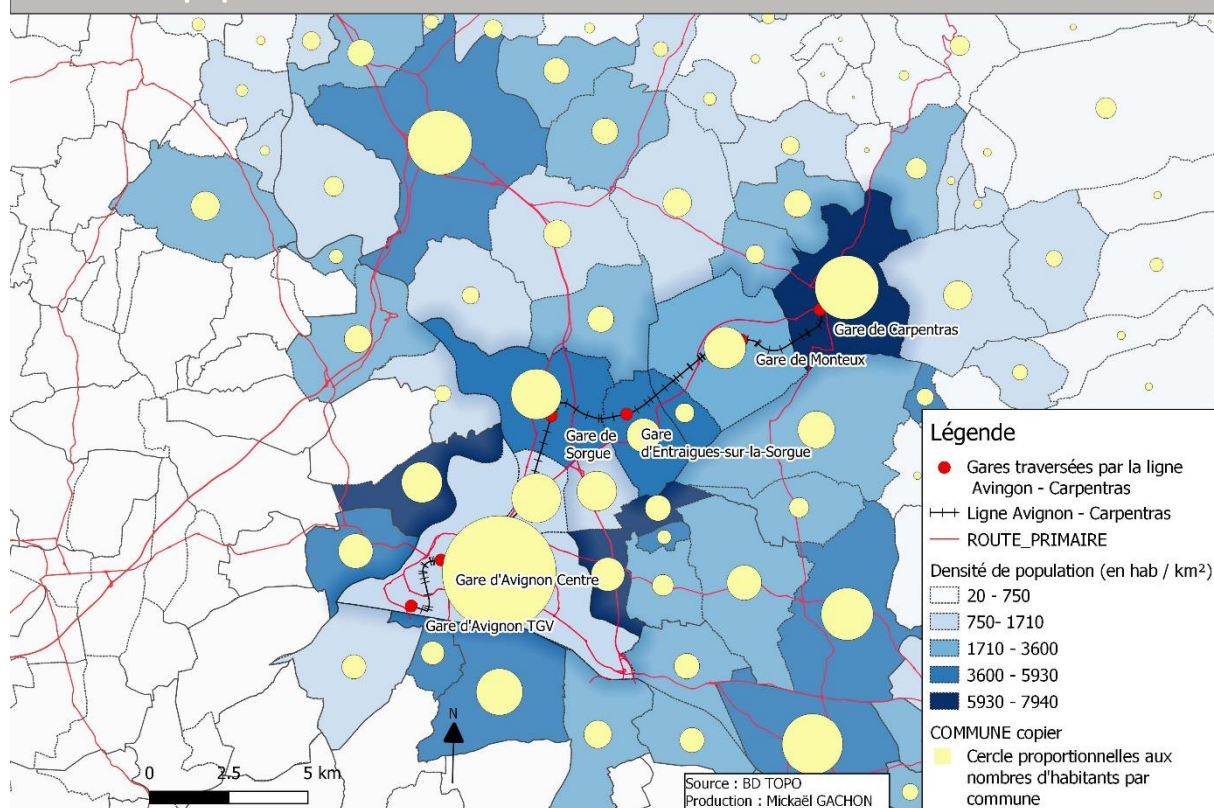 Gare de Carpentras
Gare de Monteux
Gare de
Sorgue
Gare
d'Entraigues-sur-la-Sorgue
Gare d'Avignon Centre
Gare d'Avignon TGV
N
0 2.5 5 km
Légende
Gares traversées par la ligne
Avingon - Carpentras
Ligne Avignon - Carpentras
ROUTE_PRIMAIRE
Densité de population (en hab / km²)
20 - 750
750- 1710
1710 - 3600
3600 - 5930
5930 - 7940
COMMUNE copier
Cercle proportionnelles aux
nombres d'habitants par
commune
Source : BD TOPO
Production : Mickaël GACHON